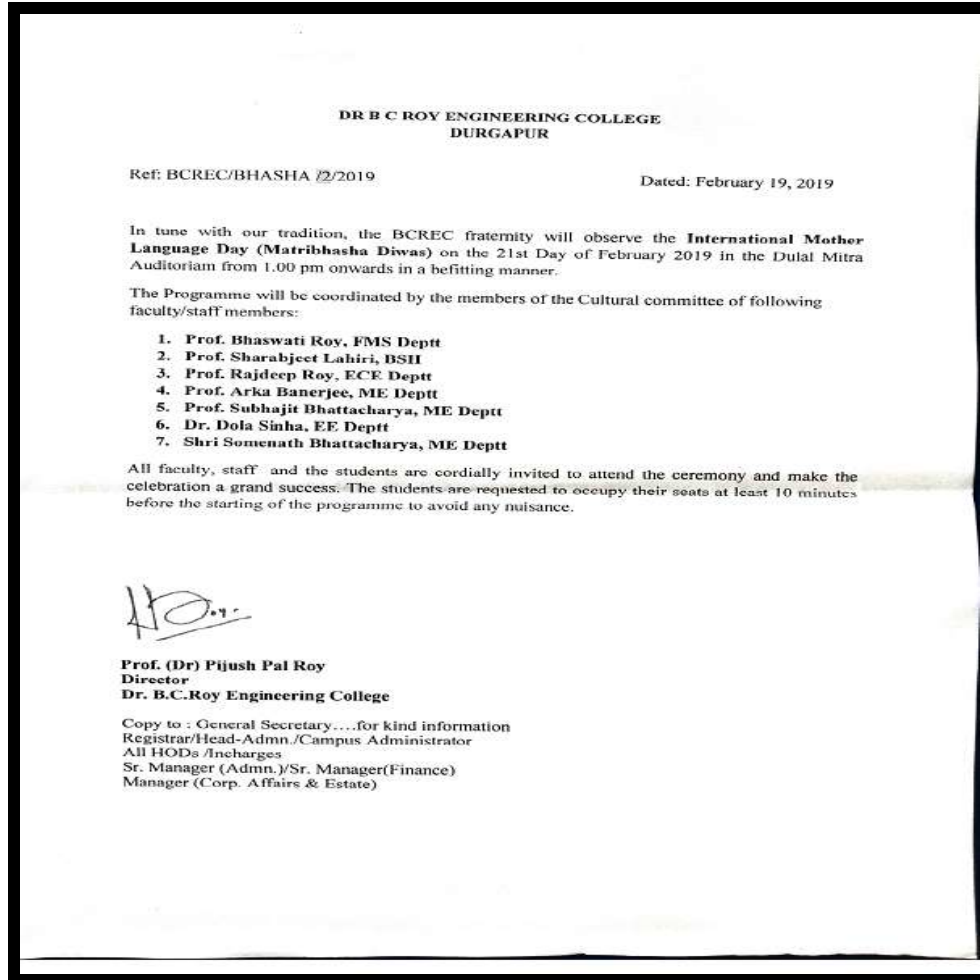 DR B C ROY ENGINEERING COLLEGE
DURGAPUR
Ref: BCREC/BHASHA /2/2019
Dated: February 19, 2019
In tune with our tradition, the BCREC fraternity will observe the International Mother
Language Day (Matribhasha Diwas) on the 21st Day of February 2019 in the Dulal Mitra
Auditoriam from 1.00 pm onwards in a befitting manner.
The Programme will be coordinated by the members of the Cultural committee of following
faculty/staff members:
1. Prof. Bhaswati Roy, FMS Deptt
2. Prof. Sharabjeet Lahiri, BSH
3. Prof. Rajdeep Roy, ECE Deptt
4. Prof. Arka Banerjee, ME Deptt
5. Prof. Subhajit Bhattacharya, ME Deptt
6. Dr. Dola Sinha, EE Deptt
7. Shri Somenath Bhattacharya, ME Deptt
All faculty, staff and the students are cordially invited to attend the ceremony and make the
celebration a grand success. The students are requested to occupy their seats at least 10 minutes
before the starting of the programme to avoid any nuisance.
Prof. (Dr) Pijush Pal Roy
Director
Dr. B.C.Roy Engineering College
Copy to : General Secretary....for kind information
Registrar/Head-Admn./Campus Administrator
All HODs /Incharges
Sr. Manager (Admn.)/Sr. Manager(Finance)
Manager (Corp. Affairs & Estate)